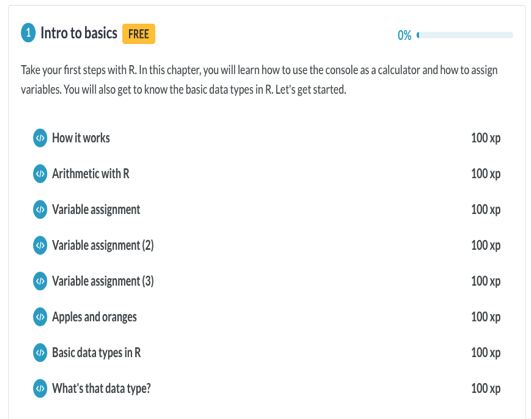 1 Intro to basics FREE 0%
Take your first steps with R. In this chapter, you will learn how to use the console as a calculator and how to assign
variables. You will also get to know the basic data types in R. Let's get started.
</> How it works 100 xp
</> Arithmetic with R 100 xp
</> Variable assignment 100 xp
</> Variable assignment (2) 100 xp
</> Variable assignment (3) 100 xp
</> Apples and oranges 100 xp
</> Basic data types in R 100 xp
</> What's that data type? 100 xp